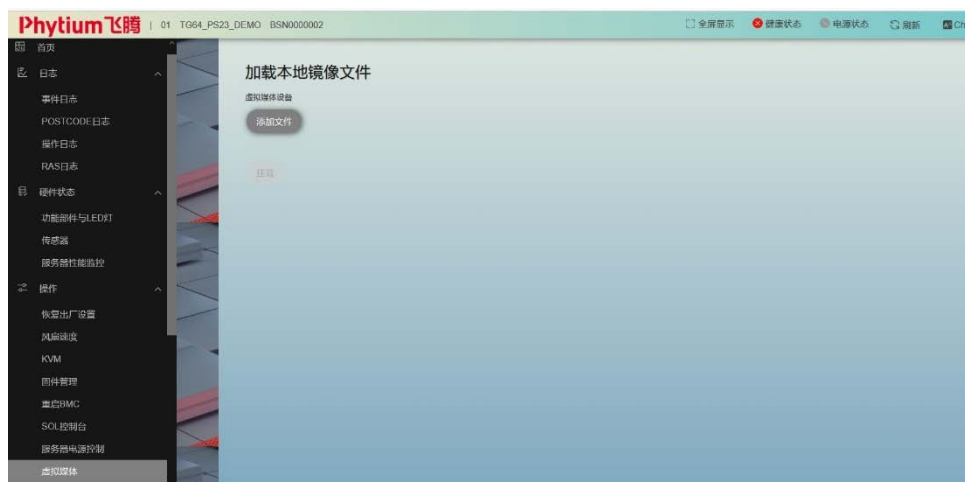 Phytium飞腾 | 01 TG64_PS23_DEMO BSN0000002 全屏显示 健康状态 电源状态 刷新 Ch
首页
日志
事件日志
POSTCODE日志
操作日志
RAS日志
硬件状态
功能部件与LED灯
传感器
服务器性能监控
操作
恢复出厂设置
风扇速度
KVM
固件管理
重启BMC
SOL控制台
服务器电源控制
虚拟媒体
加载本地镜像文件
虚拟媒体设备
添加文件